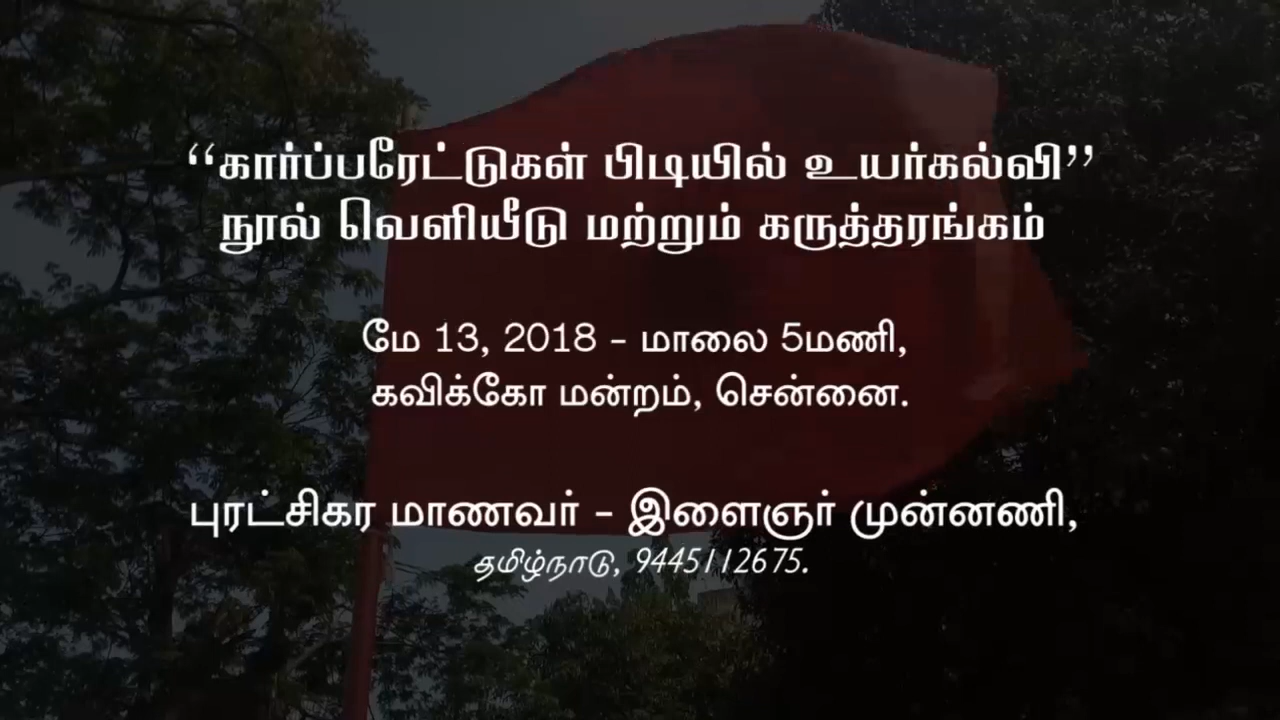 “கார்ப்பரேட்டுகள் பிடியில் உயர்கல்வி”
நூல் வெளியீடு மற்றும் கருத்தரங்கம்
மே 13, 2018 – மாலை 5மணி,
கவிக்கோ மன்றம், சென்னை.
புரட்சிகர மாணவர் – இளைஞர் முன்னணி,
தமிழ்நாடு, 9445112675.